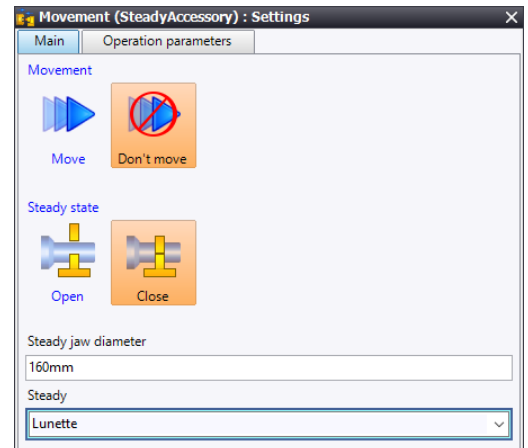 Movement (SteadyAccessory) : Settings
Main Operation parameters
Movement
Move Don't move
Steady state
Open Close
Steady jaw diameter
160mm
Steady
Lunette